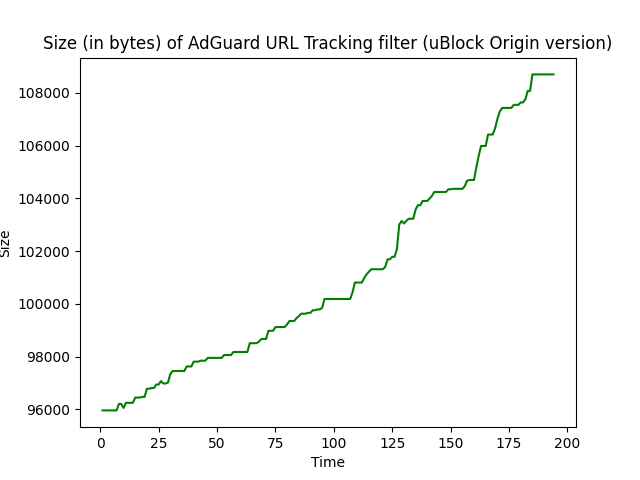 Size (in bytes) of AdGuard URL Tracking filter (uBlock Origin version)
108000
106000
104000
102000
100000
98000
96000
Size
0 25 50 75 100 125 150 175 200
Time